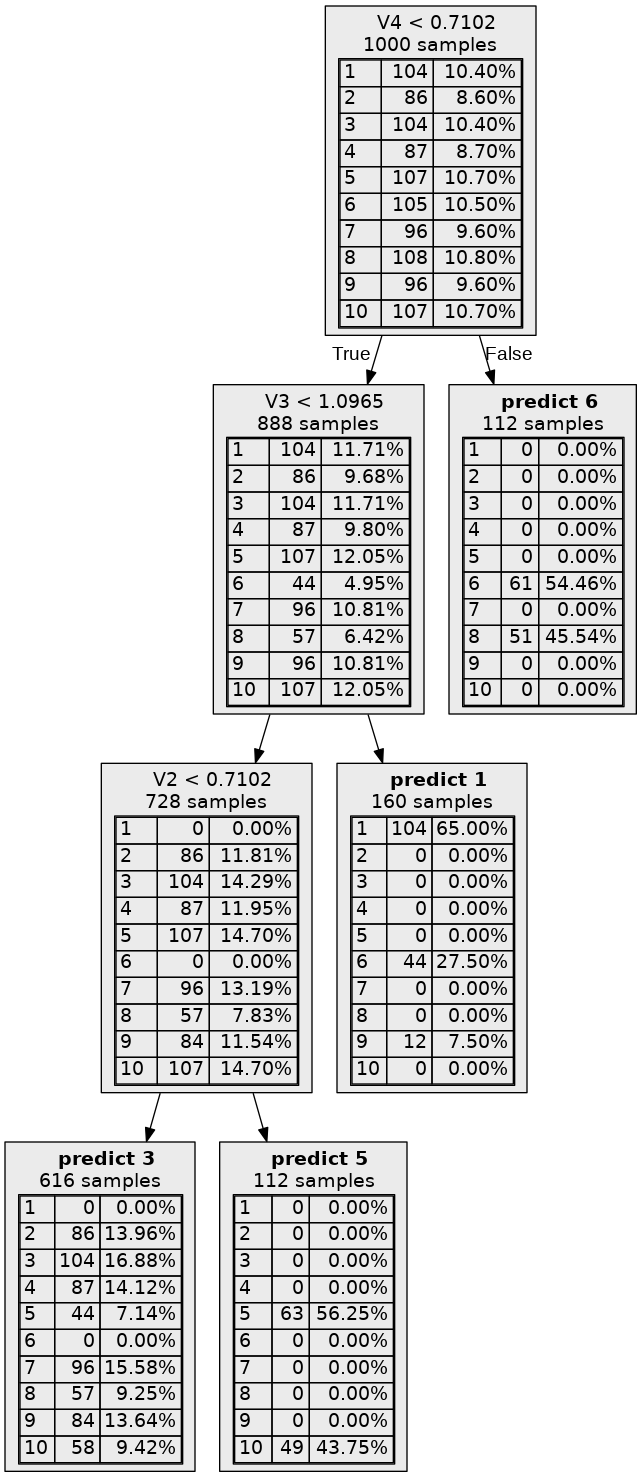 V4 < 0.7102
1000 samples
1 104 10.40%
2 86 8.60%
3 104 10.40%
4 87 8.70%
5 107 10.70%
6 105 10.50%
7 96 9.60%
8 108 10.80%
9 96 9.60%
10 107 10.70%
True
False
V3 < 1.0965
888 samples
1 104 11.71%
2 86 9.68%
3 104 11.71%
4 87 9.80%
5 107 12.05%
6 44 4.95%
7 96 10.81%
8 57 6.42%
9 96 10.81%
10 107 12.05%
predict 6
112 samples
1 0 0.00%
2 0 0.00%
3 0 0.00%
4 0 0.00%
5 0 0.00%
6 61 54.46%
7 0 0.00%
8 51 45.54%
9 0 0.00%
10 0 0.00%
V2 < 0.7102
728 samples
1 0 0.00%
2 86 11.81%
3 104 14.29%
4 87 11.95%
5 107 14.70%
6 0 0.00%
7 96 13.19%
8 57 7.83%
9 84 11.54%
10 107 14.70%
predict 1
160 samples
1 104 65.00%
2 0 0.00%
3 0 0.00%
4 0 0.00%
5 0 0.00%
6 44 27.50%
7 0 0.00%
8 0 0.00%
9 12 7.50%
10 0 0.00%
predict 3
616 samples
1 0 0.00%
2 86 13.96%
3 104 16.88%
4 87 14.12%
5 44 7.14%
6 0 0.00%
7 96 15.58%
8 57 9.25%
9 84 13.64%
10 58 9.42%
predict 5
112 samples
1 0 0.00%
2 0 0.00%
3 0 0.00%
4 0 0.00%
5 63 56.25%
6 0 0.00%
7 0 0.00%
8 0 0.00%
9 0 0.00%
10 49 43.75%